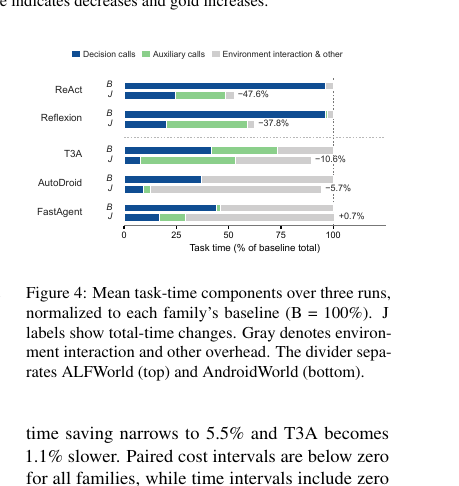 e indicates decreases and gold increases.
Decision calls Auxiliary calls Environment interaction & other
ReAct B
J −47.6%
Reflexion B
J −37.8%
T3A B
J −10.6%
AutoDroid B
J −5.7%
FastAgent B
J +0.7%
0 25 50 75 100
Task time (% of baseline total)
Figure 4: Mean task-time components over three runs,
normalized to each family's baseline (B = 100%). J
labels show total-time changes. Gray denotes environ-
ment interaction and other overhead. The divider sepa-
rates ALFWorld (top) and AndroidWorld (bottom).
time saving narrows to 5.5% and T3A becomes
1.1% slower. Paired cost intervals are below zero
for all families, while time intervals include zero